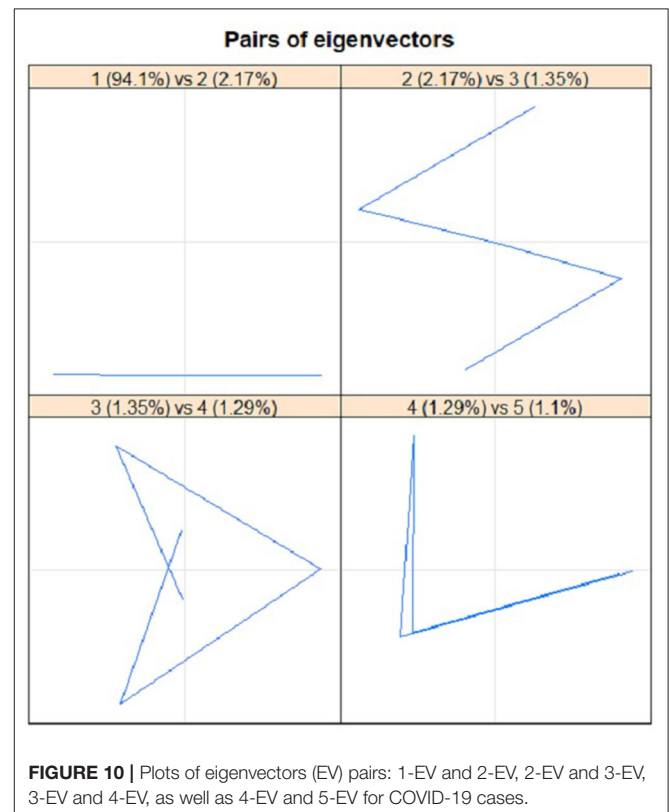 Pairs of eigenvectors
1 (94.1%) vs 2 (2.17%)
2 (2.17%) vs 3 (1.35%)
3 (1.35%) vs 4 (1.29%)
4 (1.29%) vs 5 (1.1%)
FIGURE 10 | Plots of eigenvectors (EV) pairs: 1-EV and 2-EV, 2-EV and 3-EV,
3-EV and 4-EV, as well as 4-EV and 5-EV for COVID-19 cases.